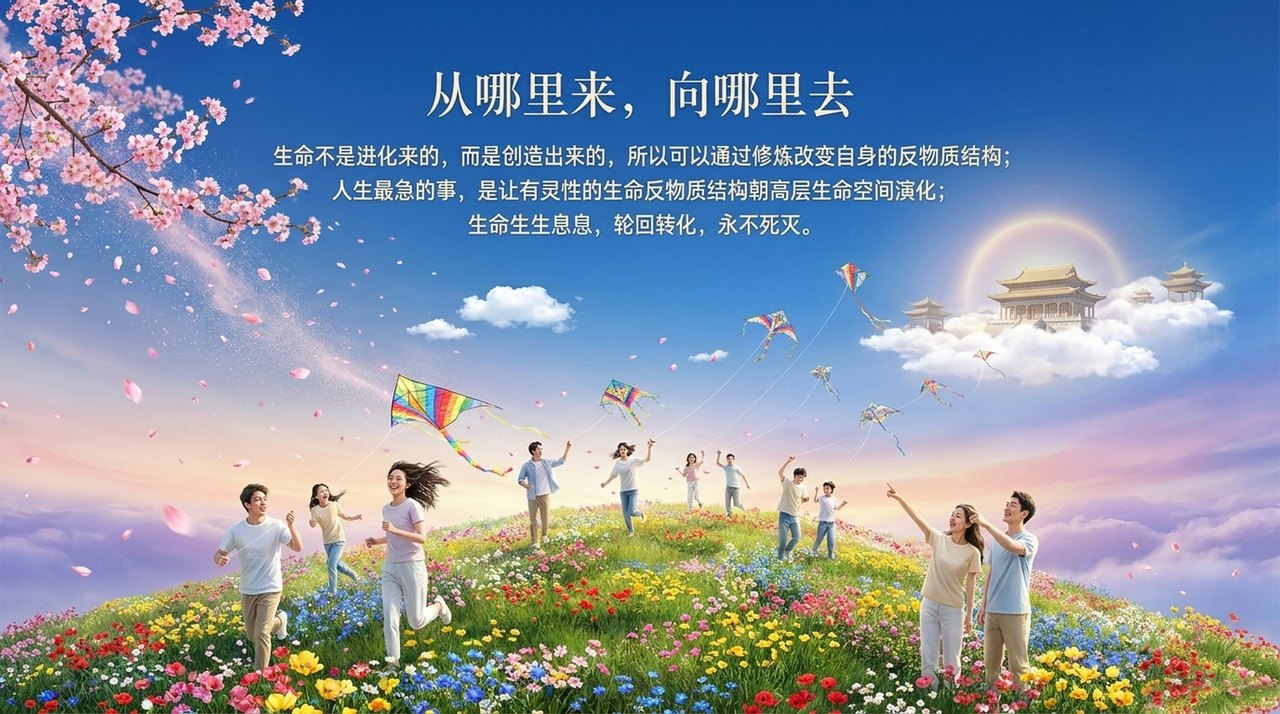 从哪里来，向哪里去
生命不是进化来的，而是创造出来的，所以可以通过修炼改变自身的反物质结构；
人生最急的事，是让有灵性的生命反物质结构朝高层生命空间演化；
生命生生息息，轮回转化，永不死灭。